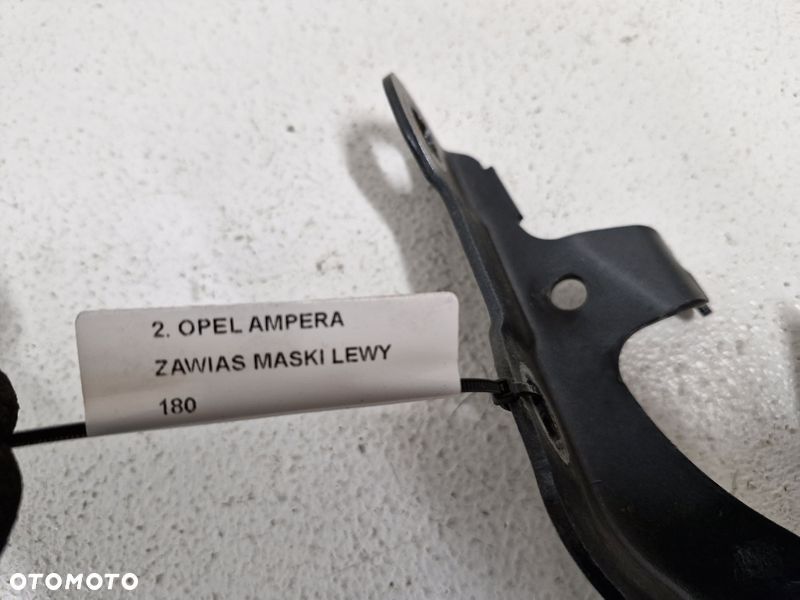 2. OPEL AMPERA
ZAWIAS MASKI LEWY
180
OTOMOTO